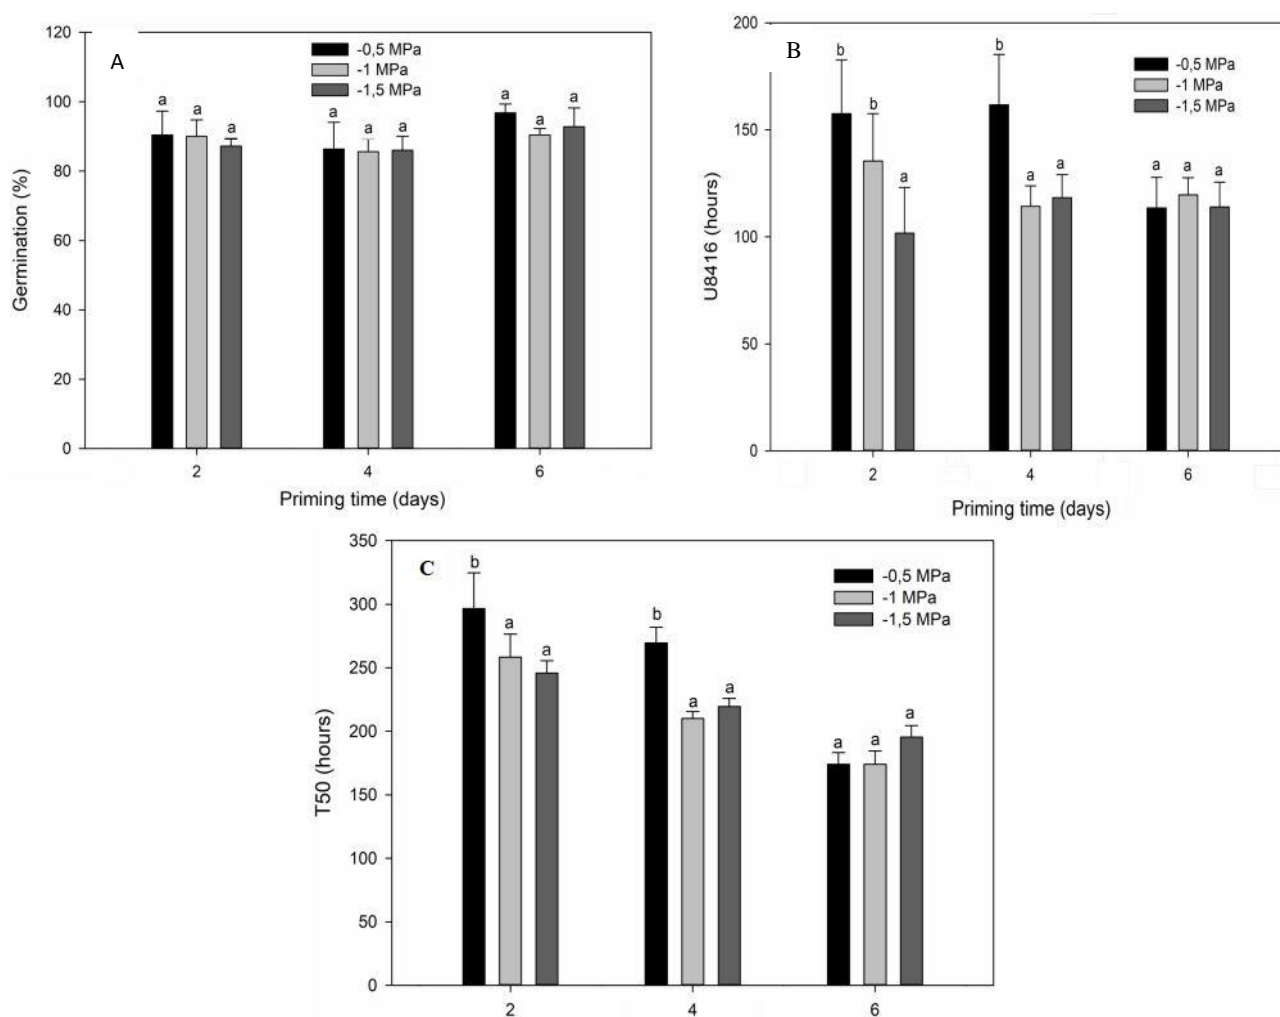 A
-0,5 MPa
-1 MPa
-1,5 MPa
120
100
80
60
40
20
0
Germination (%)
a a a
a a a
a a a
2 4 6
Priming time (days)
B
-0,5 MPa
-1 MPa
-1,5 MPa
200
150
100
50
0
U8416 (hours)
b b a
b a a
a a a
2 4 6
Priming time (days)
C
-0,5 MPa
-1 MPa
-1,5 MPa
350
300
250
200
150
100
50
0
T50 (hours)
b a a
b a a
a a a
2 4 6